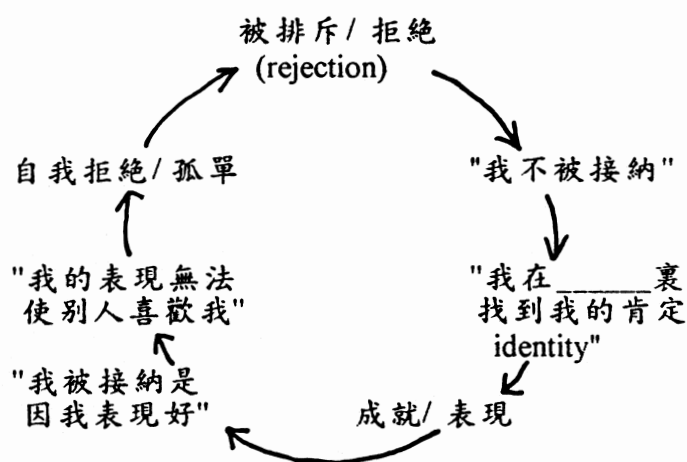 被排斥/ 拒絕
(rejection)
"我不被接納"
"我在______裏
找到我的肯定
identity"
成就/ 表現
"我被接納是
因我表現好"
"我的表現無法
使別人喜歡我"
自我拒絕/ 孤單